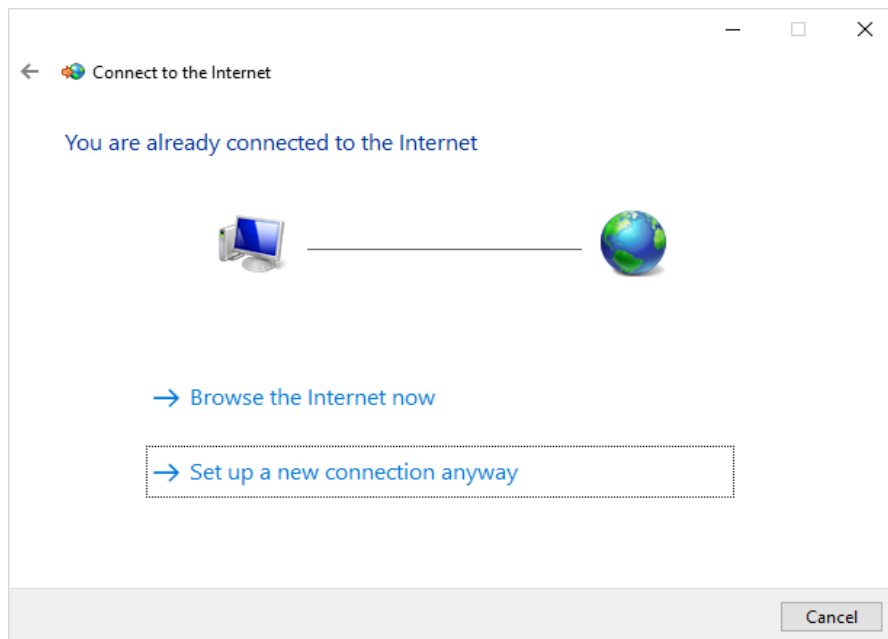 Connect to the Internet
You are already connected to the Internet
Browse the Internet now
Set up a new connection anyway
Cancel